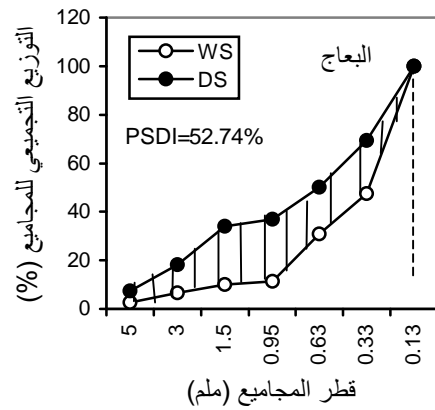 البعاج
WS
DS
PSDI=52.74%
التوزيع التجميعي للمجاميع (%)
120
100
80
60
40
20
0
5 3 1.5 0.95 0.63 0.33 0.13
قطر المجاميع (ملم)